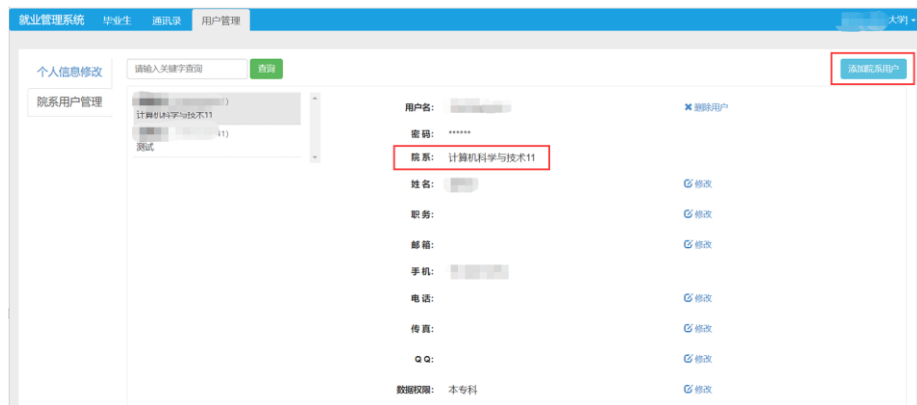 就业管理系统 毕业生 通讯录 用户管理 大学]
个人信息修改 请输入关键字查询 查询 添加院系用户
院系用户管理
计算机科学与技术11
41)
测试
用户名: 删除用户
密码: ******
院系: 计算机科学与技术11
姓名: 修改
职务: 修改
邮箱: 修改
手机:
电话: 修改
传真: 修改
QQ: 修改
数据权限: 本专科 修改